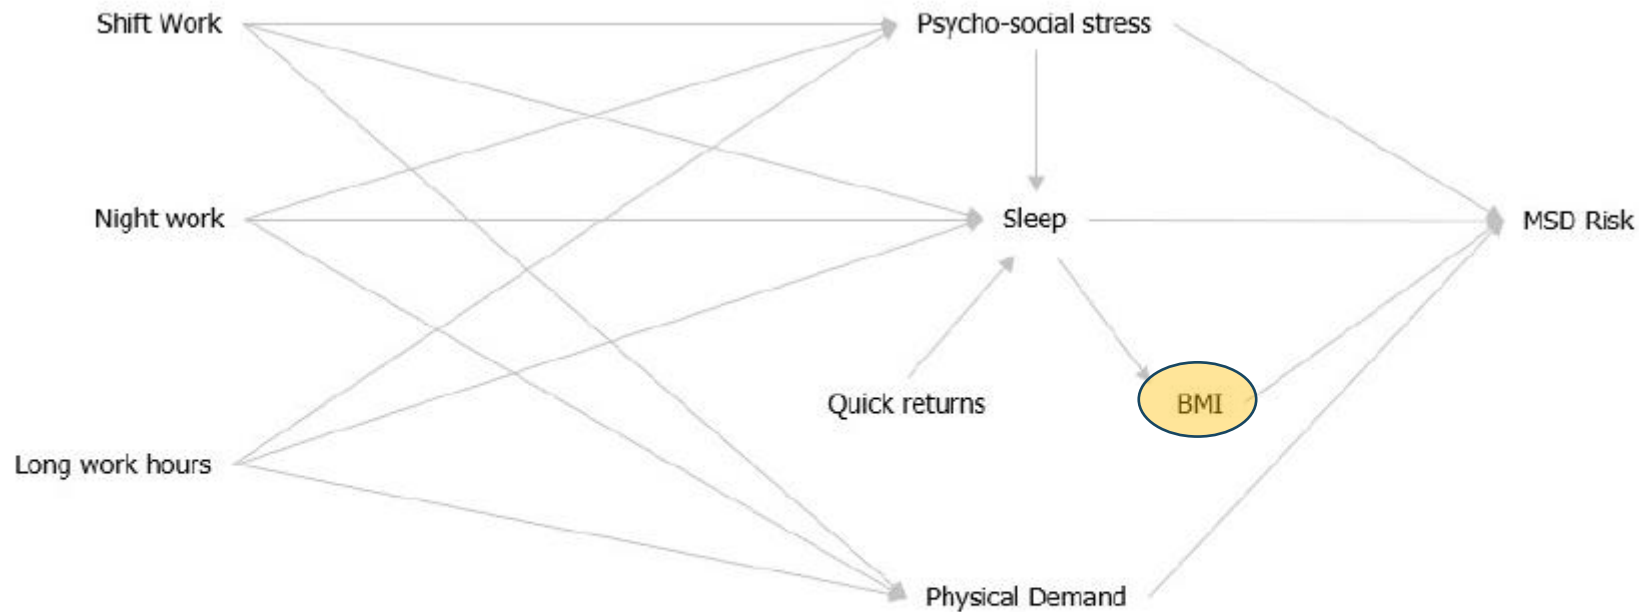 Shift Work
Psycho-social stress
Night work
Sleep
MSD Risk
Quick returns
BMI
Long work hours
Physical Demand